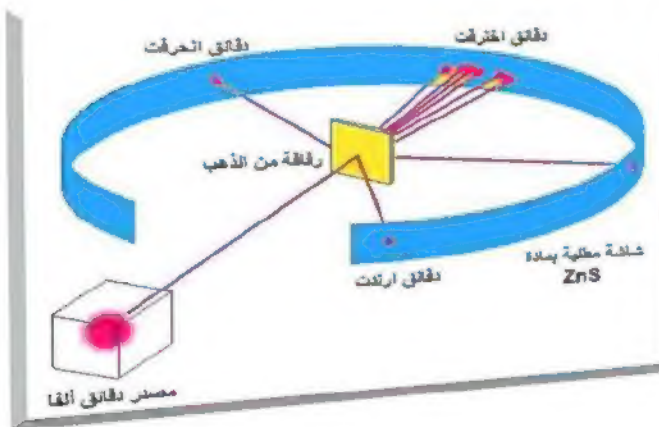 دقائق اخترقت
دقائق انحرفت
رقاقة من الذهب
شاشة مطلية بمادة
ZnS
دقائق ارتدت
مصدر دقائق ألفا